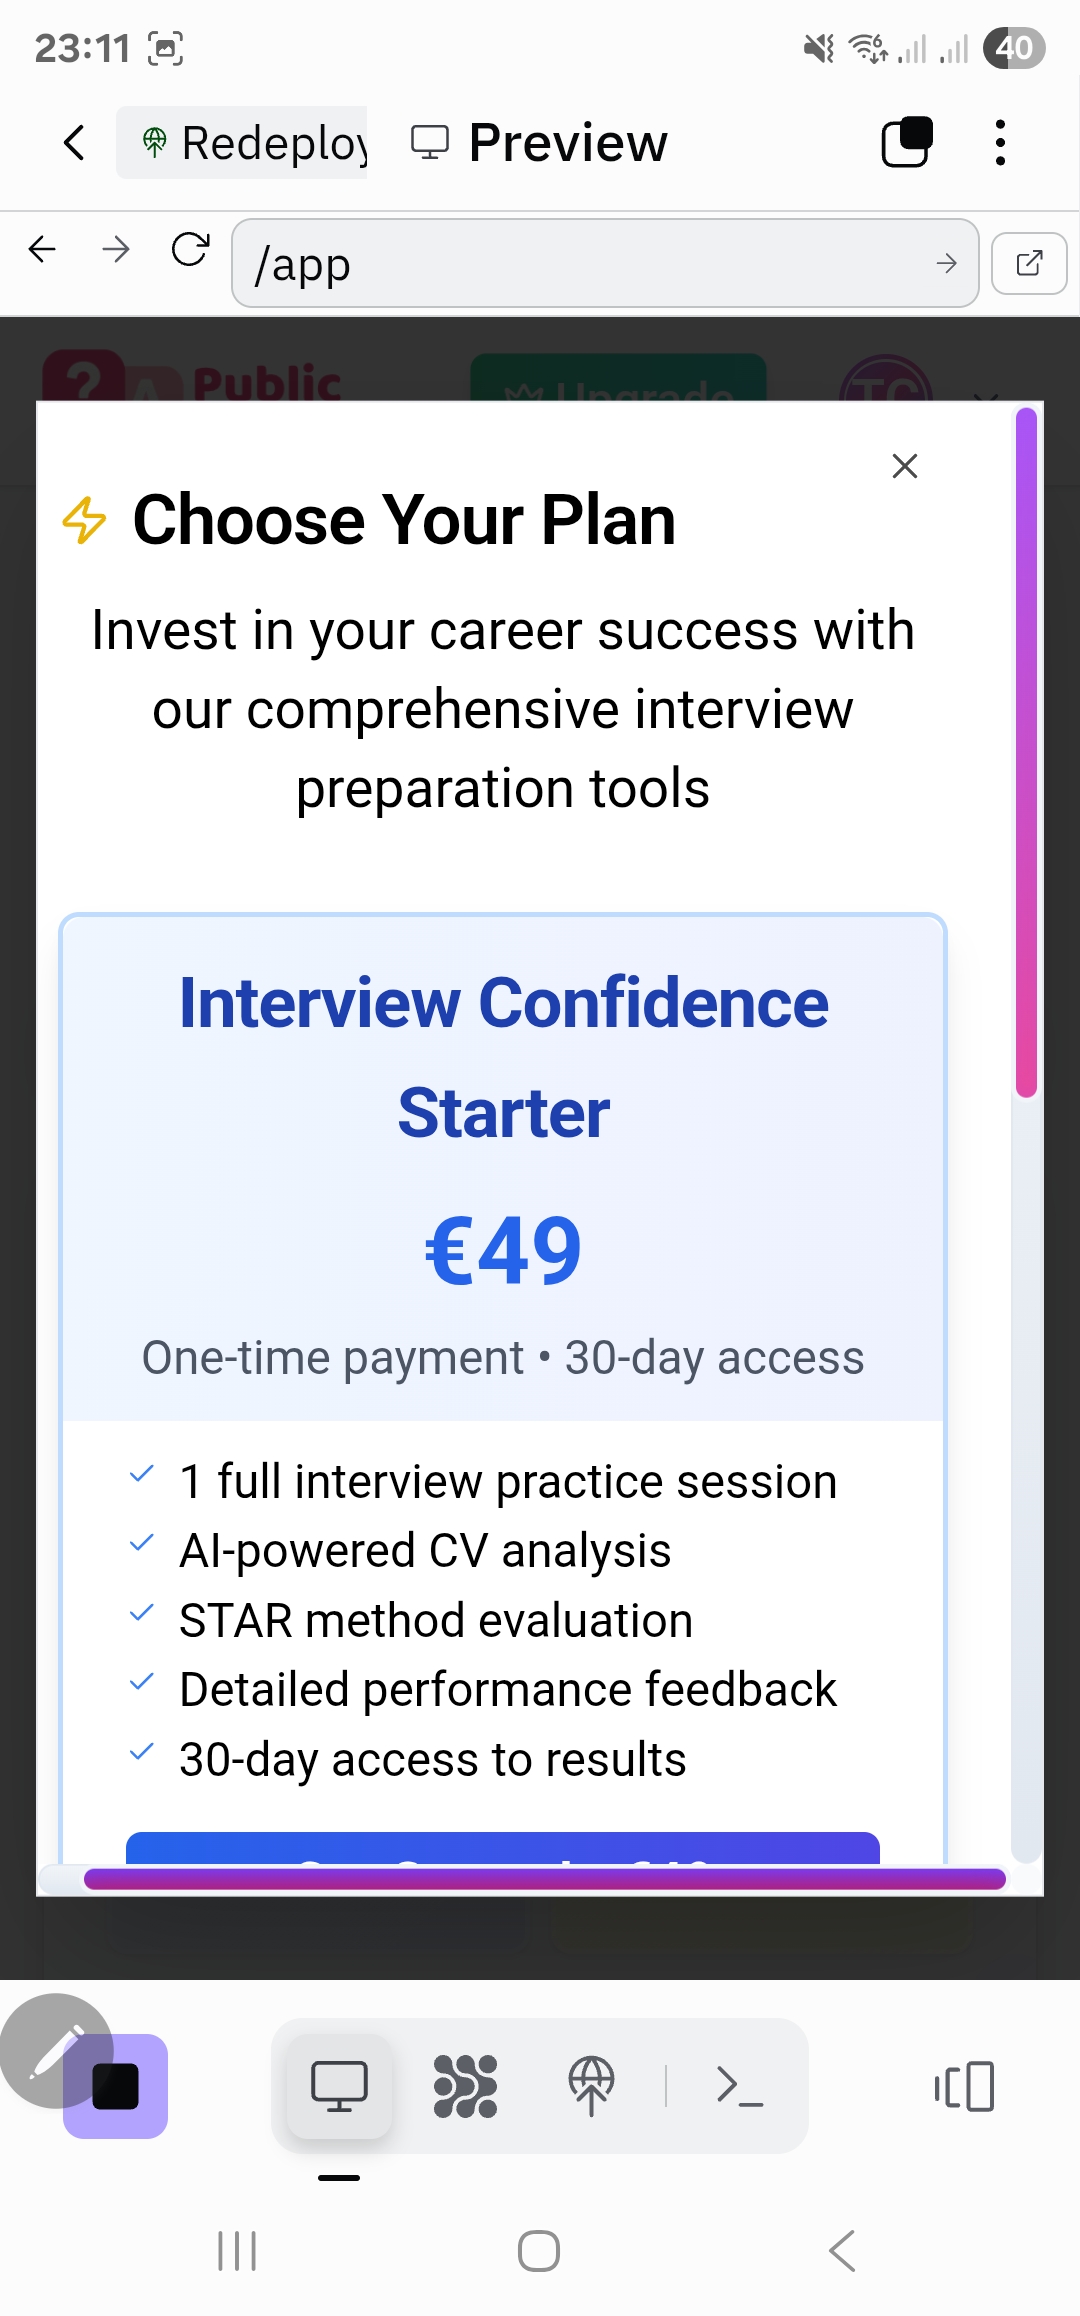 23:11
6
40
Redeploy
Preview
/app
? A Public
Upgrade
TC
Choose Your Plan
Invest in your career success with
our comprehensive interview
preparation tools
Interview Confidence
Starter
€49
One-time payment • 30-day access
1 full interview practice session
AI-powered CV analysis
STAR method evaluation
Detailed performance feedback
30-day access to results